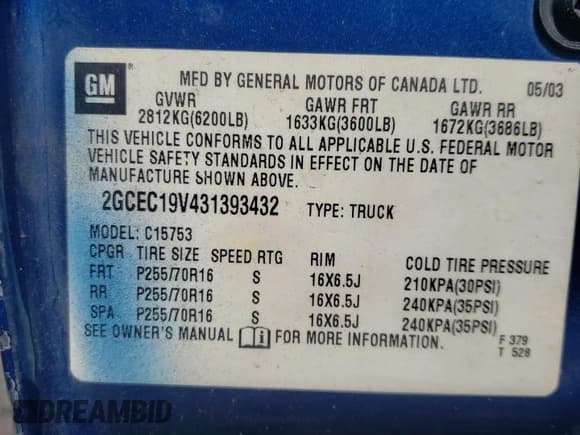 GM
MFD BY GENERAL MOTORS OF CANADA LTD. 05/03
GVWR GAWR FRT GAWR RR
2812KG(6200LB) 1633KG(3600LB) 1672KG(3686LB)
THIS VEHICLE CONFORMS TO ALL APPLICABLE U.S. FEDERAL MOTOR
VEHICLE SAFETY STANDARDS IN EFFECT ON THE DATE OF
MANUFACTURE SHOWN ABOVE.
2GCEC19V431393432 TYPE: TRUCK
MODEL: C15753
CPGR TIRE SIZE SPEED RTG RIM COLD TIRE PRESSURE
FRT P255/70R16 S 16X6.5J 210KPA(30PSI)
RR P255/70R16 S 16X6.5J 240KPA(35PSI)
SPA P255/70R16 S 16X6.5J 240KPA(35PSI)
SEE OWNER'S MANUAL i FOR MORE INFORMATION. F 379
T 528
DREAMBID